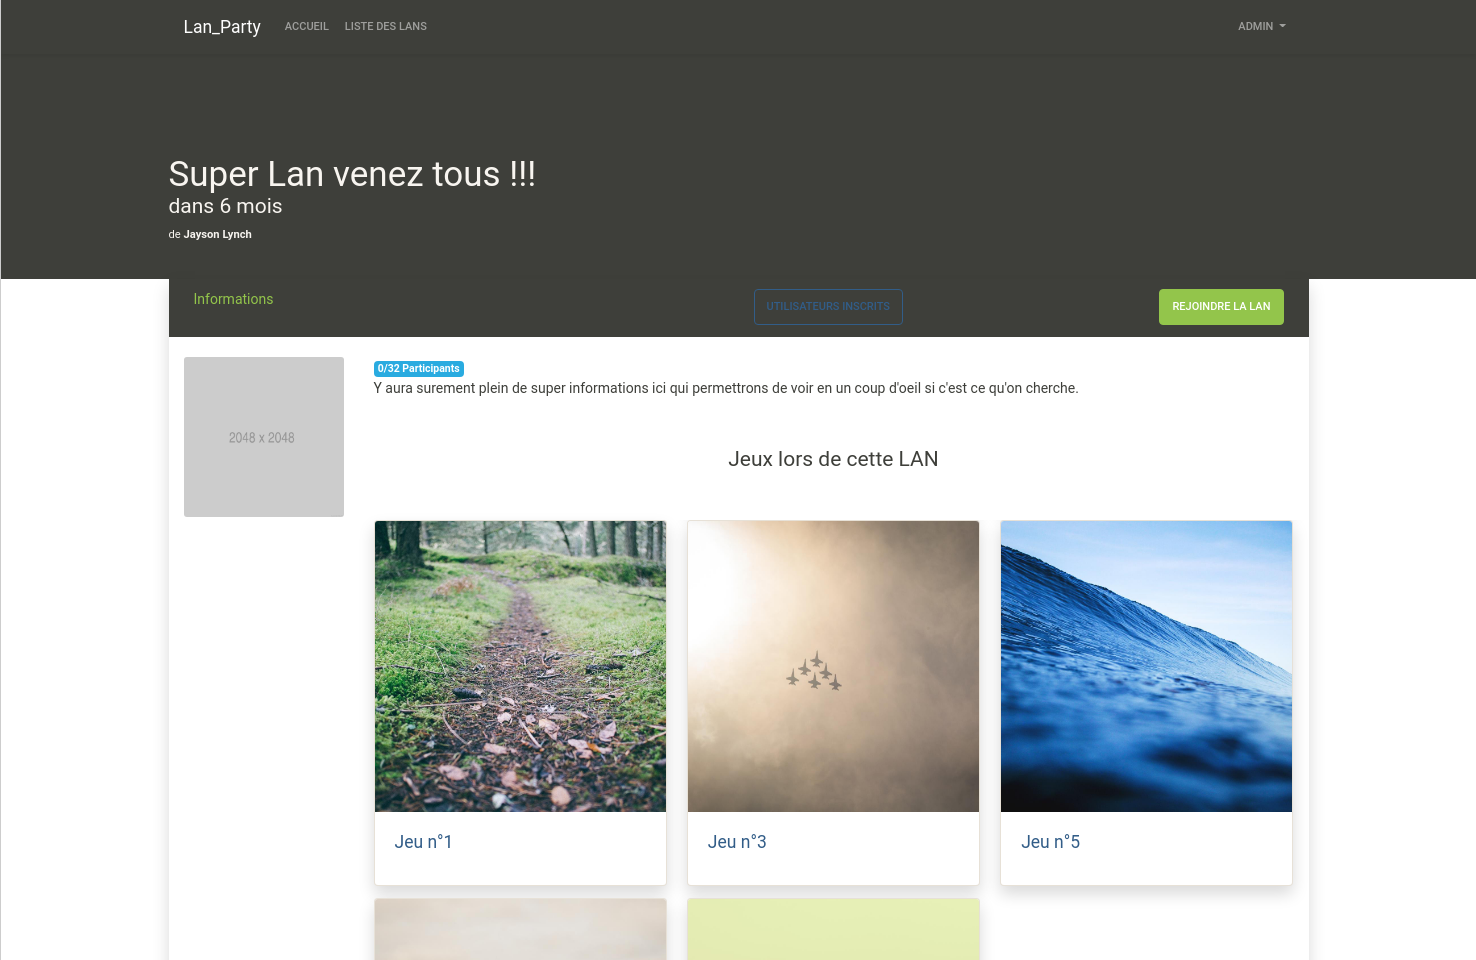 Lan_Party
ACCUEIL
LISTE DES LANS
ADMIN
Super Lan venez tous !!!
dans 6 mois
de Jayson Lynch
Informations
UTILISATEURS INSCRITS
REJOINDRE LA LAN
2048 x 2048
0/32 Participants
Y aura surement plein de super informations ici qui permettrons de voir en un coup d'oeil si c'est ce qu'on cherche.
Jeux lors de cette LAN
Jeu n°1
Jeu n°3
Jeu n°5